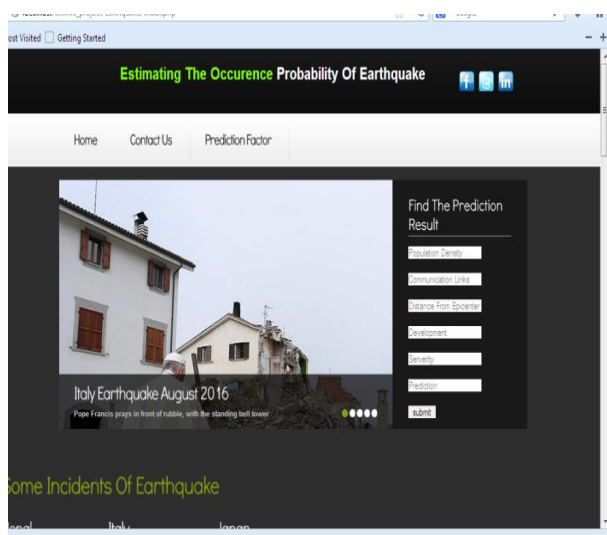 ost Visited Getting Started
Estimating The Occurence Probability Of Earthquake
Home Contact Us Prediction Factor
Find The Prediction
Result
Population Density
Communication Links
Distance From Epicenter
Development
Serverity
Prediction
submit
Italy Earthquake August 2016
Pope Francis prays in front of rubble, with the standing bell tower
Some Incidents Of Earthquake
Italy Japan